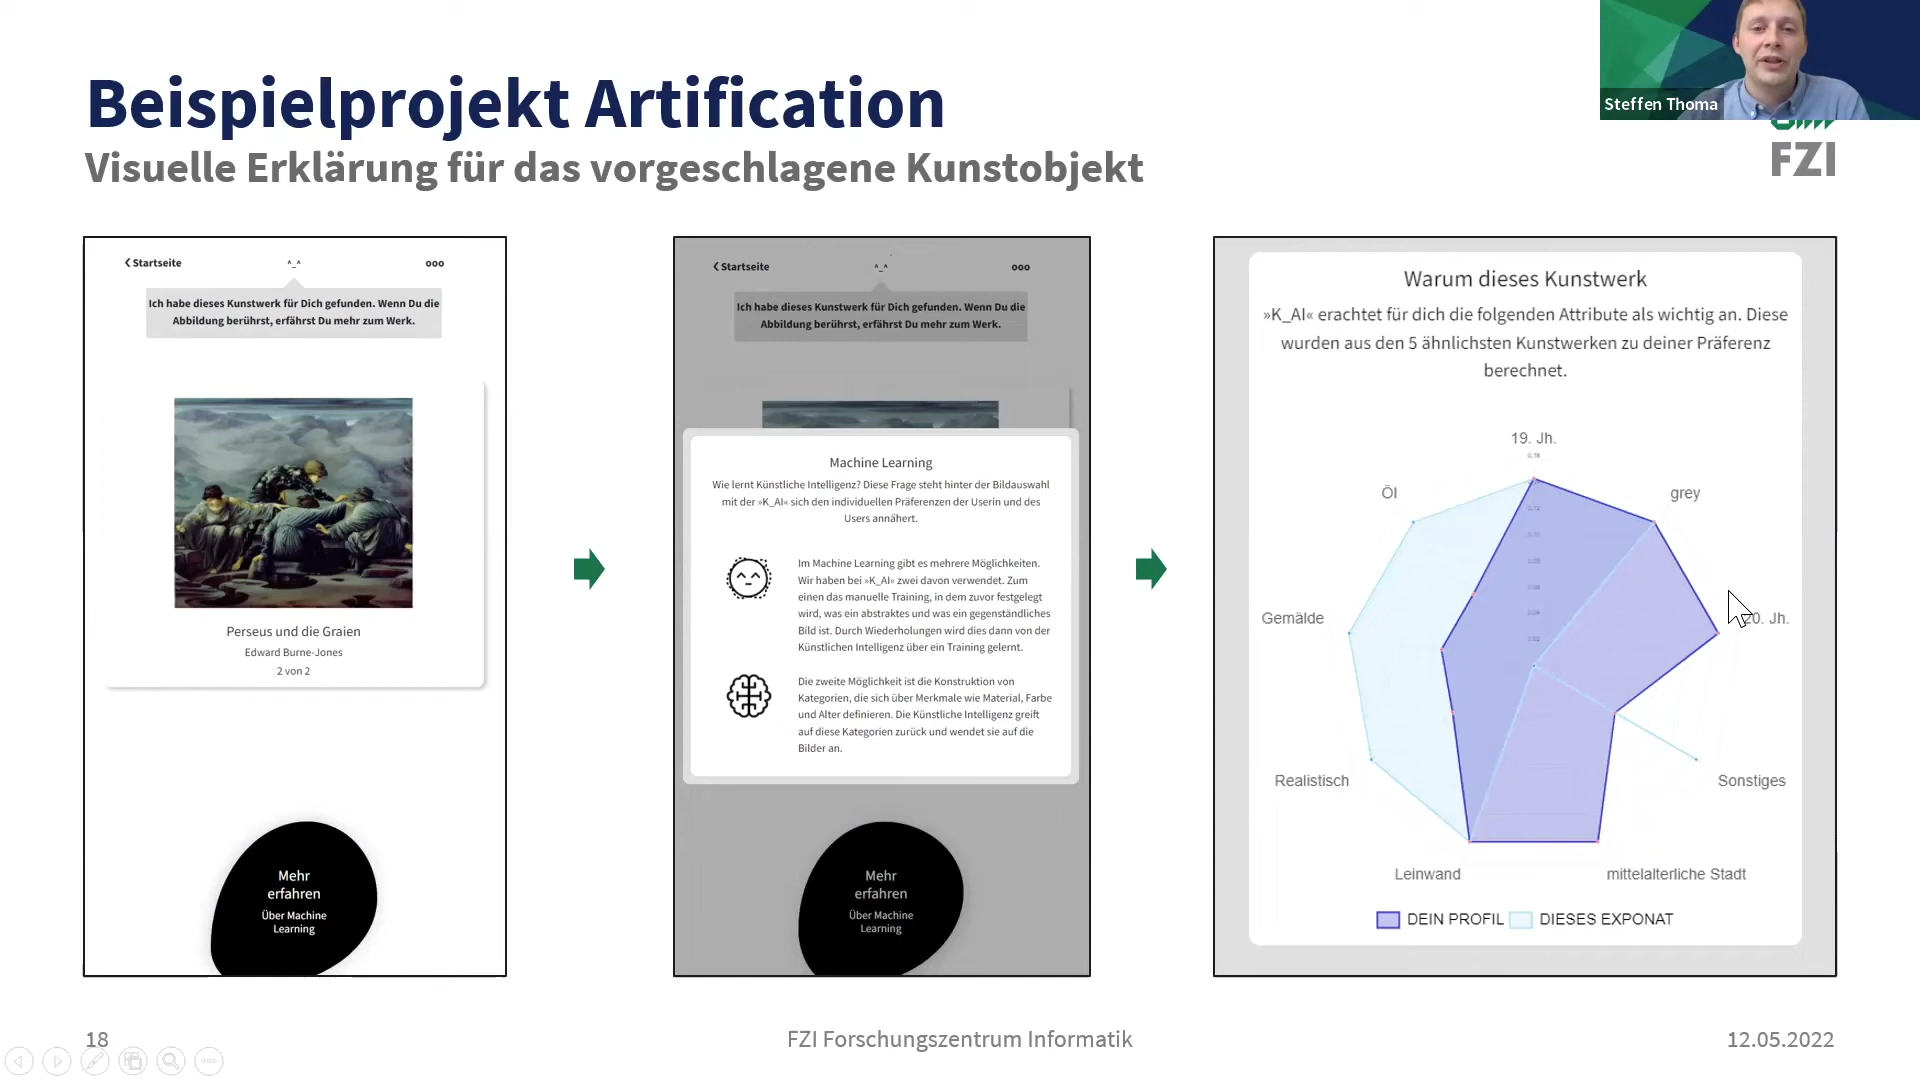 Beispielprojekt Artification
Visuelle Erklärung für das vorgeschlagene Kunstobjekt
Steffen Thoma
FZI
Startseite
^_^
ooo
Ich habe dieses Kunstwerk für Dich gefunden. Wenn Du die
Abbildung berührst, erfährst Du mehr zum Werk.
Perseus und die Graien
Edward Burne-Jones
2 von 2
Mehr
erfahren
Über Machine
Learning
Startseite
^_^
ooo
Ich habe dieses Kunstwerk für Dich gefunden. Wenn Du die
Abbildung berührst, erfährst Du mehr zum Werk.
Machine Learning
Wie lernt Künstliche Intelligenz? Diese Frage steht hinter der Bildauswahl
mit der »K_AI« sich den individuellen Präferenzen der Userin und des
Users annähert.
Im Machine Learning gibt es mehrere Möglichkeiten.
Wir haben bei »K_AI« zwei davon verwendet. Zum
einen das manuelle Training, in dem zuvor festgelegt
wird, was ein abstraktes und was ein gegenständliches
Bild ist. Durch Wiederholungen wird dies dann von der
Künstlichen Intelligenz über ein Training gelernt.
Die zweite Möglichkeit ist die Konstruktion von
Kategorien, die sich über Merkmale wie Material, Farbe
und Alter definieren. Die Künstliche Intelligenz greift
auf diese Kategorien zurück und wendet sie auf die
Bilder an.
Mehr
erfahren
Über Machine
Learning
Warum dieses Kunstwerk
»K_AI« erachtet für dich die folgenden Attribute als wichtig an. Diese
wurden aus den 5 ähnlichsten Kunstwerken zu deiner Präferenz
berechnet.
19. Jh.
Öl
grey
Gemälde
20. Jh.
Realistisch
Sonstiges
Leinwand
mittelalterliche Stadt
DEIN PROFIL
DIESES EXPONAT
18
FZI Forschungszentrum Informatik
12.05.2022